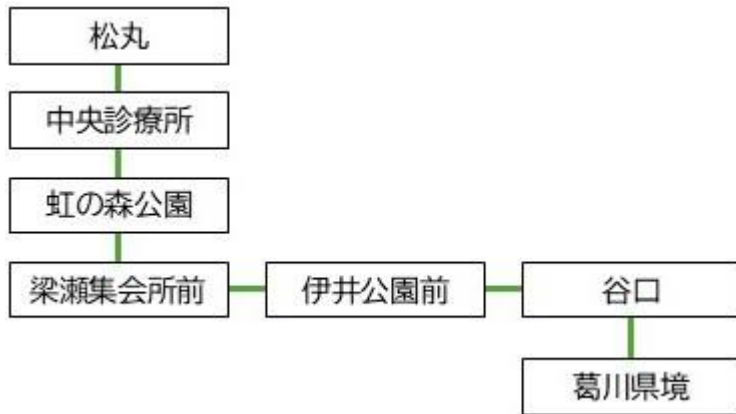 松丸
中央診療所
虹の森公園
梁瀬集会所前
伊井公園前
谷口
葛川県境